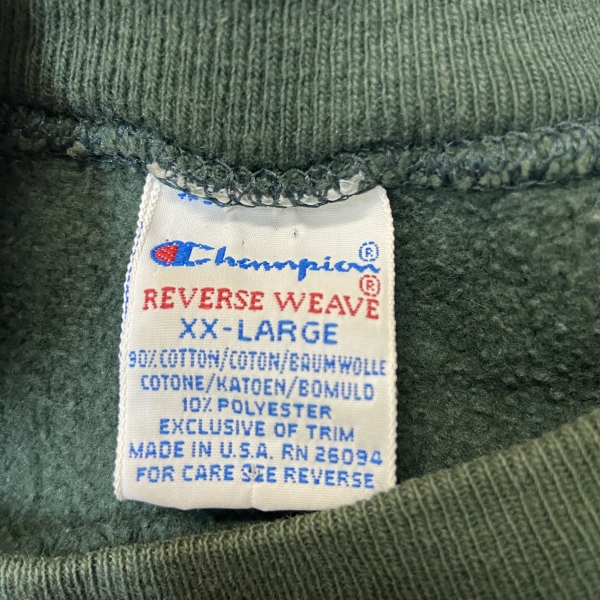 Champion®
REVERSE WEAVE®
XX-LARGE
90% COTTON/COTON/BAUMWOLLE
COTONE/KATOEN/BOMULD
10% POLYESTER
EXCLUSIVE OF TRIM
MADE IN U.S.A. RN 26094
FOR CARE SEE REVERSE